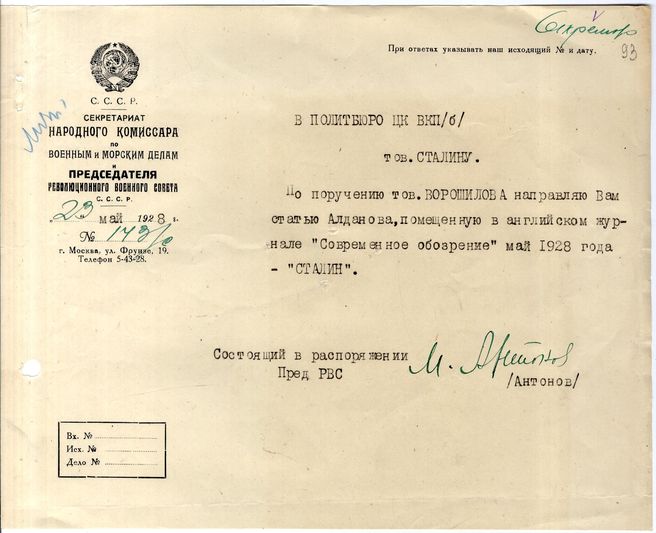 При ответах указывать наш исходящий № и дату.
93
С. С. С. Р.
СЕКРЕТАРИАТ
НАРОДНОГО КОМИССАРА
ПО
ВОЕННЫМ и МОРСКИМ ДЕЛАМ
и
ПРЕДСЕДАТЕЛЯ
РЕВОЛЮЦИОННОГО ВОЕННОГО СОВЕТА
С. С. С. Р.
„23 май 1928 г.
№
г. Москва, ул. Фрунзе, 19.
Телефон 5-43-28.
В ПОЛИТБЮРО ЦК ВКП/б/
тов. СТАЛИНУ.
По поручению тов. ВОРОШИЛОВА направляю Вам
статью Алданова, помещенную в английском жур-
нале "Современное обозрение" май 1928 года
- "СТАЛИН".
Состоящий в распоряжении
Пред РВС
М. Антонов
/Антонов/
Вх. №
Исх. №
Дело №